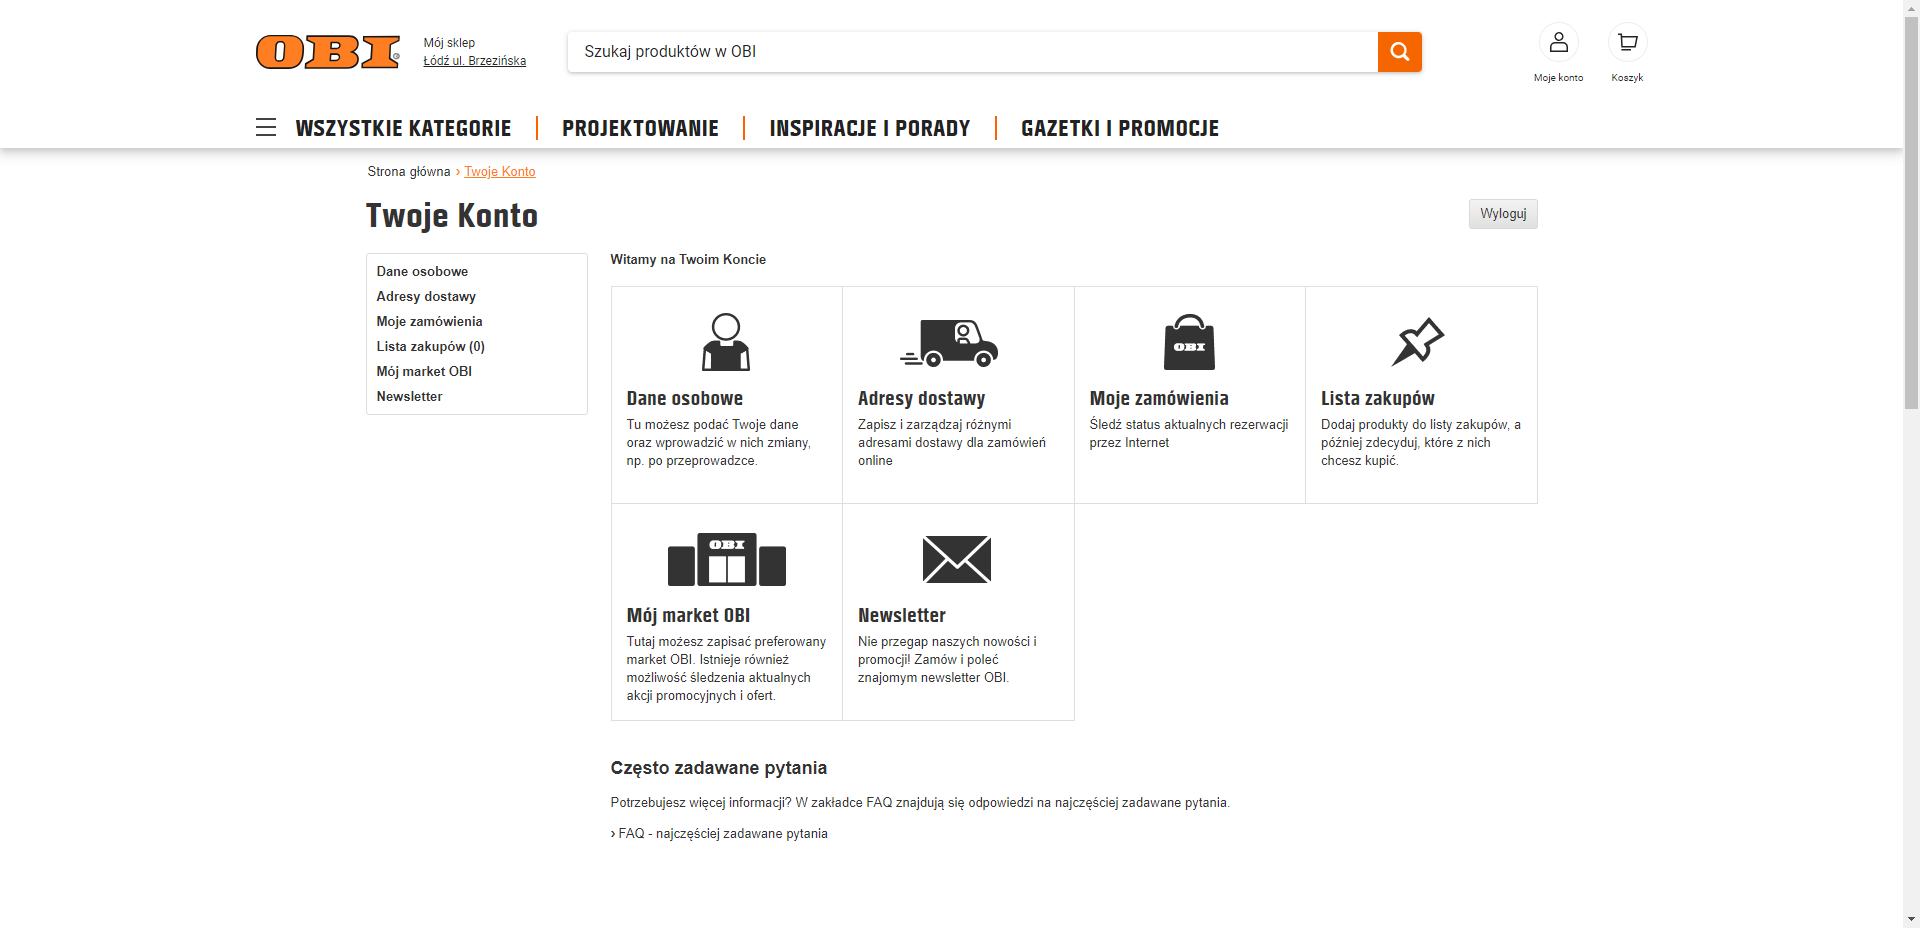 OBI
Mój sklep
Łódź ul. Brzezińska
Szukaj produktów w OBI
Moje konto
Koszyk
WSZYSTKIE KATEGORIE
PROJEKTOWANIE
INSPIRACJE I PORADY
GAZETKI I PROMOCJE
Strona główna › Twoje Konto
Twoje Konto
Wyloguj
Dane osobowe
Adresy dostawy
Moje zamówienia
Lista zakupów (0)
Mój market OBI
Newsletter
Witamy na Twoim Koncie
Dane osobowe
Tu możesz podać Twoje dane
oraz wprowadzić w nich zmiany,
np. po przeprowadzce.
Adresy dostawy
Zapisz i zarządzaj różnymi
adresami dostawy dla zamówień
online
OBI
Moje zamówienia
Śledź status aktualnych rezerwacji
przez Internet
Lista zakupów
Dodaj produkty do listy zakupów, a
później zdecyduj, które z nich
chcesz kupić.
OBI
Mój market OBI
Tutaj możesz zapisać preferowany
market OBI. Istnieje również
możliwość śledzenia aktualnych
akcji promocyjnych i ofert.
Newsletter
Nie przegap naszych nowości i
promocji! Zamów i poleć
znajomym newsletter OBI.
Często zadawane pytania
Potrzebujesz więcej informacji? W zakładce FAQ znajdują się odpowiedzi na najczęściej zadawane pytania.
› FAQ - najczęściej zadawane pytania